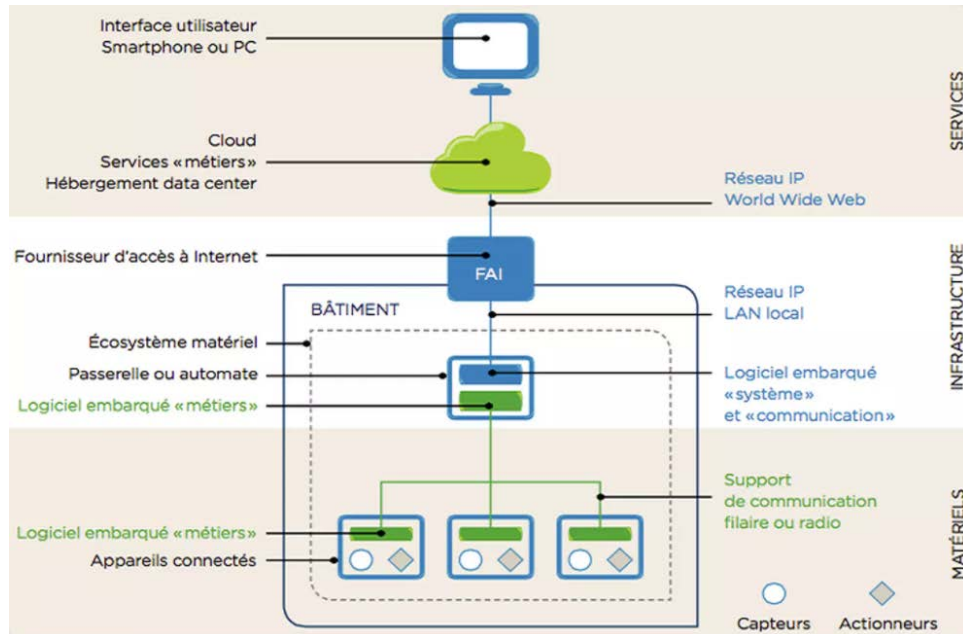 Interface utilisateur
Smartphone ou PC
Cloud
Services «métiers»
Hébergement data center
SERVICES
Réseau IP
World Wide Web
Fournisseur d'accès à Internet
FAI
Réseau IP
LAN local
BÂTIMENT
INFRASTRUCTURE
Écosystème matériel
Passerelle ou automate
Logiciel embarqué «métiers»
Logiciel embarqué
«système»
et «communication»
Support
de communication
filaire ou radio
Logiciel embarqué «métiers»
Appareils connectés
MATÉRIELS
Capteurs
Actionneurs